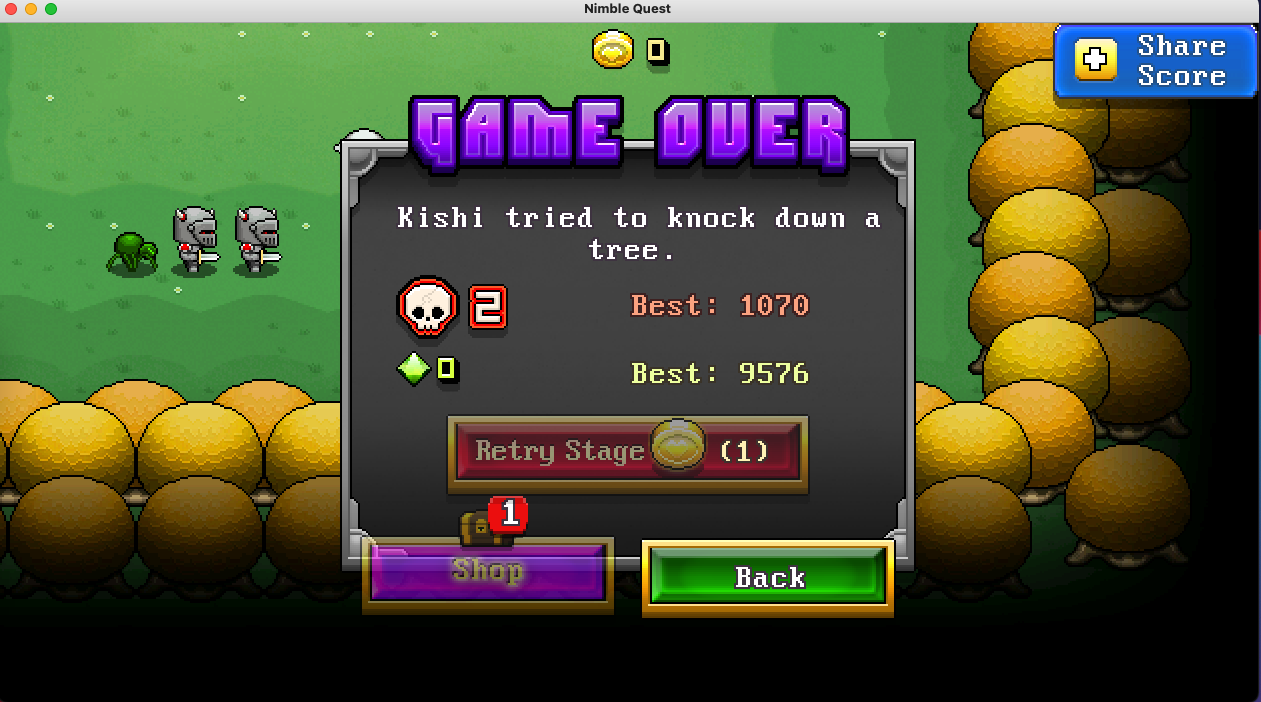 Nimble Quest
0
Share
Score
GAME OVER
Kishi tried to knock down a
tree.
2 Best: 1070
0 Best: 9576
Retry Stage (1)
1
Shop
Back